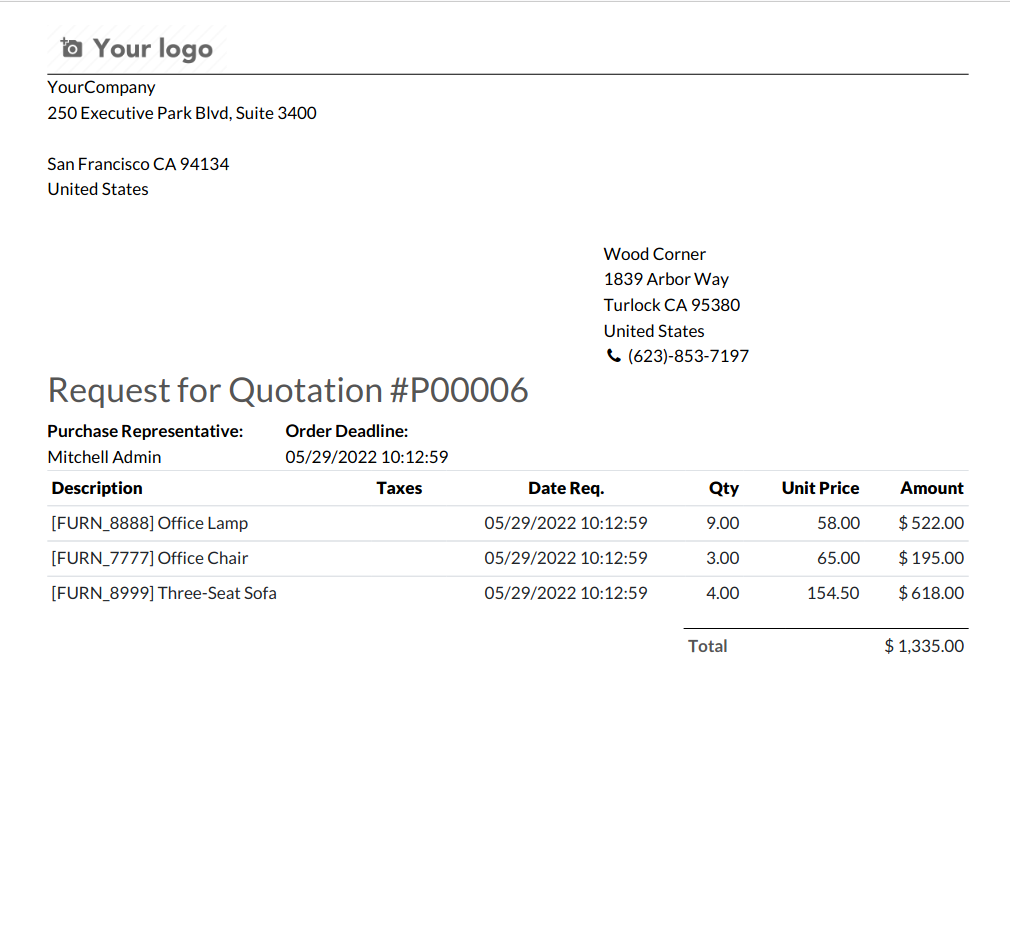 Your logo
YourCompany
250 Executive Park Blvd, Suite 3400
San Francisco CA 94134
United States
Wood Corner
1839 Arbor Way
Turlock CA 95380
United States
(623)-853-7197
Request for Quotation #P00006
Purchase Representative: Order Deadline:
Mitchell Admin 05/29/2022 10:12:59
Description Taxes Date Req. Qty Unit Price Amount
[FURN_8888] Office Lamp 05/29/2022 10:12:59 9.00 58.00 $ 522.00
[FURN_7777] Office Chair 05/29/2022 10:12:59 3.00 65.00 $ 195.00
[FURN_8999] Three-Seat Sofa 05/29/2022 10:12:59 4.00 154.50 $ 618.00
Total $ 1,335.00